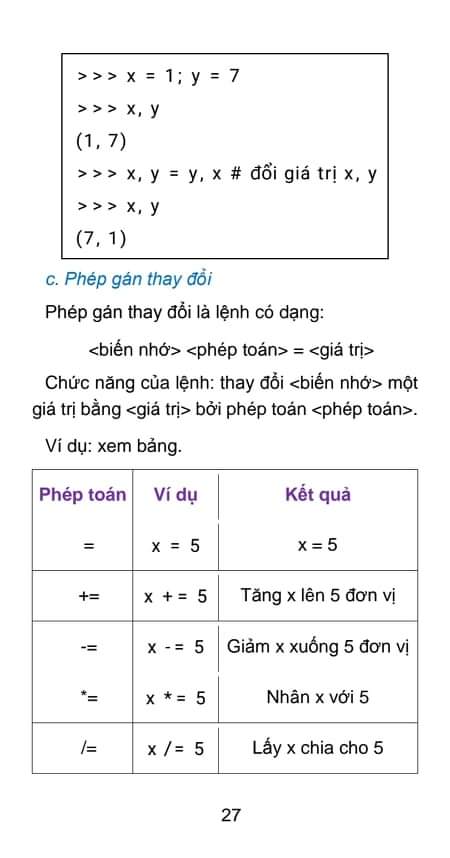 > > > x = 1; y = 7
> > > x, y
(1, 7)
> > > x, y = y, x # đổi giá trị x, y
> > > x, y
(7, 1)
c. Phép gán thay đổi
Phép gán thay đổi là lệnh có dạng:
<biến nhớ> <phép toán> = <giá trị>
Chức năng của lệnh: thay đổi <biến nhớ> một
giá trị bằng <giá trị> bởi phép toán <phép toán>.
Ví dụ: xem bảng.
Phép toán Ví dụ Kết quả
= x = 5 x = 5
+= x + = 5 Tăng x lên 5 đơn vị
-= x - = 5 Giảm x xuống 5 đơn vị
*= x * = 5 Nhân x với 5
/= x / = 5 Lấy x chia cho 5
27